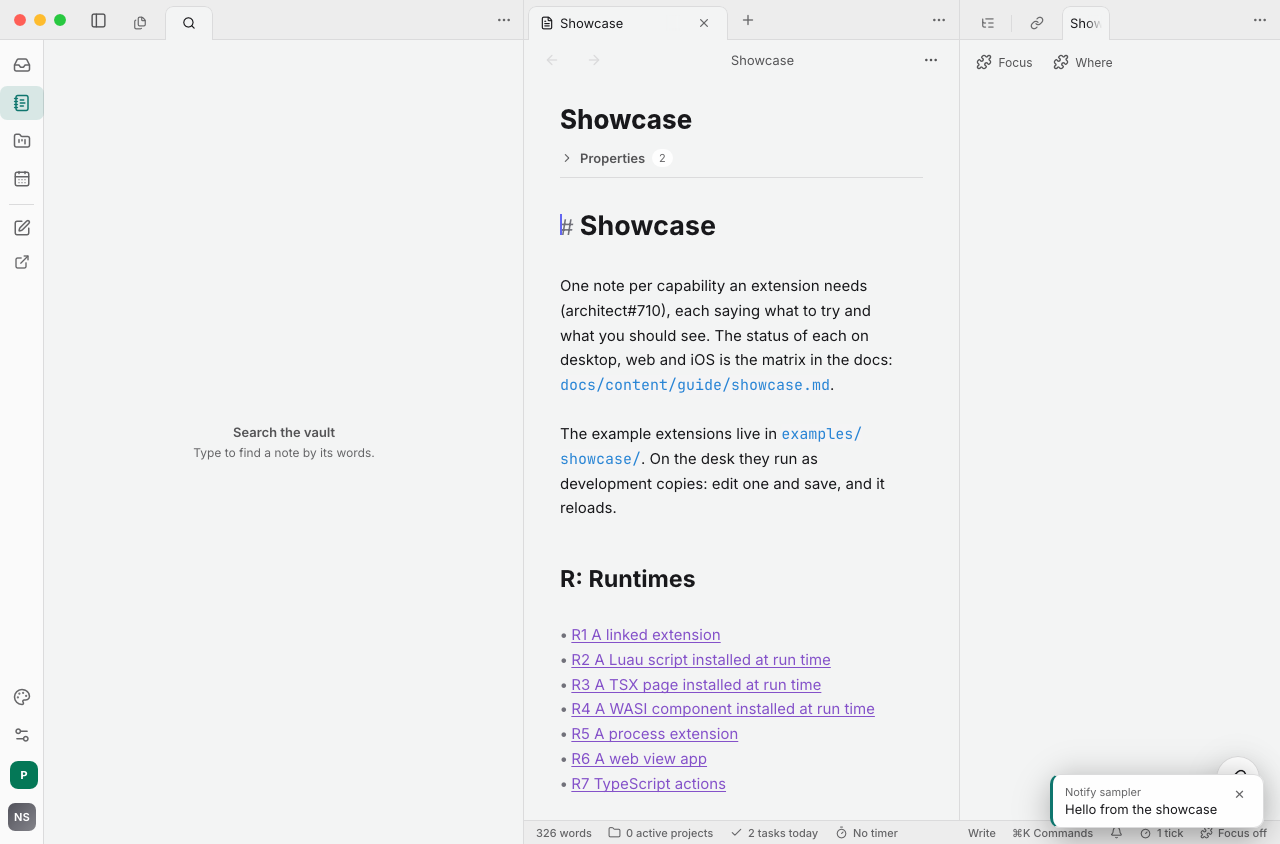 Showcase
Show
Showcase
Focus
Where
Showcase
Properties 2
# Showcase
One note per capability an extension needs
(architect#710), each saying what to try and
what you should see. The status of each on
desktop, web and iOS is the matrix in the docs:
docs/content/guide/showcase.md.
The example extensions live in examples/
showcase/. On the desk they run as
development copies: edit one and save, and it
reloads.
R: Runtimes
• R1 A linked extension
• R2 A Luau script installed at run time
• R3 A TSX page installed at run time
• R4 A WASI component installed at run time
• R5 A process extension
• R6 A web view app
• R7 TypeScript actions
Search the vault
Type to find a note by its words.
P
NS
Notify sampler
Hello from the showcase
326 words
0 active projects
2 tasks today
No timer
Write
⌘K Commands
1 tick
Focus off